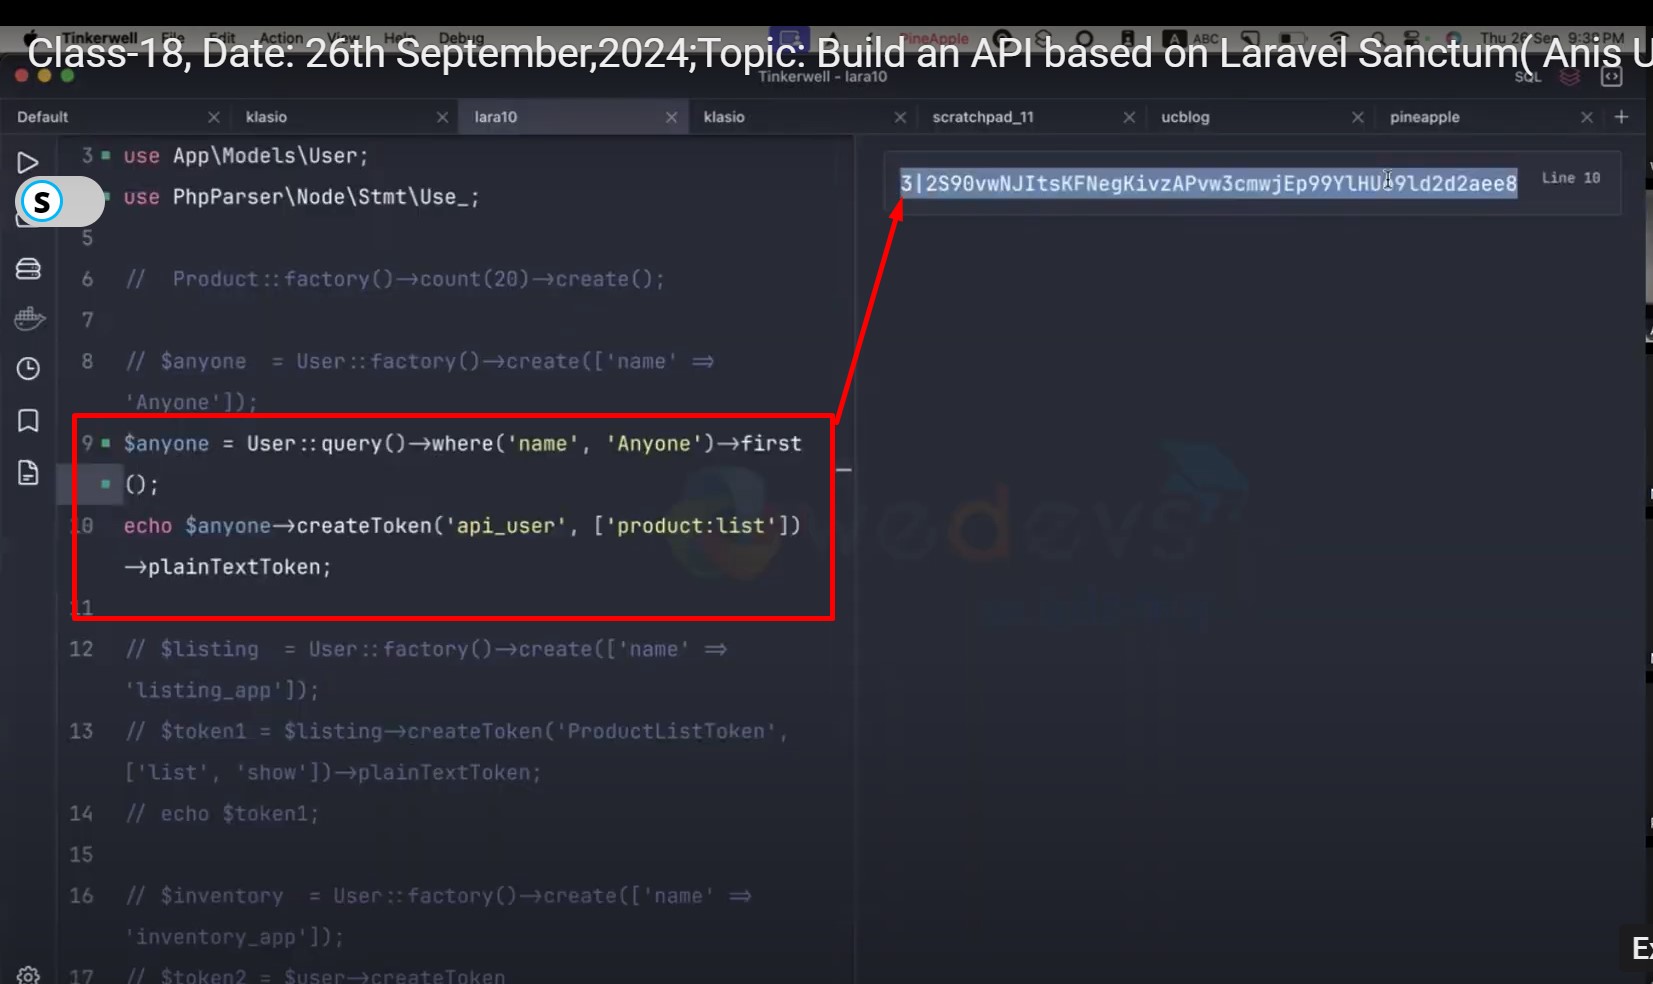 Tinkerwell File Edit Action View Help Debug PineApple ABC Thu 26 Sep 9:3 PM
Class-18, Date: 26th September,2024;Topic: Build an API based on Laravel Sanctum( Anis U
Tinkerwell - lara10
SQL
Default klasio lara10 klasio scratchpad_11 ucblog pineapple
3 use App\Models\User;
S use PhpParser\Node\Stmt\Use_;
5
6 // Product::factory()->count(20)->create();
7
8 // $anyone = User::factory()->create(['name' =>
'Anyone']);
9 $anyone = User::query()->where('name', 'Anyone')->first
();
10 echo $anyone->createToken('api_user', ['product:list'])
->plainTextToken;
11
12 // $listing = User::factory()->create(['name' =>
'listing_app']);
13 // $token1 = $listing->createToken('ProductListToken',
['list', 'show'])->plainTextToken;
14 // echo $token1;
15
16 // $inventory = User::factory()->create(['name' =>
'inventory_app']);
17 // $token2 = $user->createToken
Line 10
wedevs
Ex